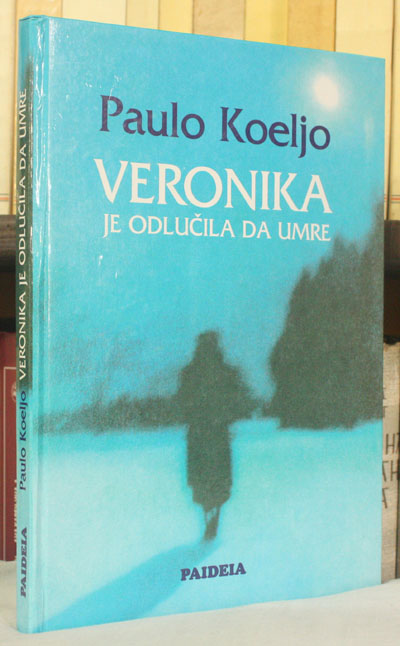 Paulo Koeljo
VERONIKA
JE ODLUČILA DA UMRE
PAIDEIA
PAIDEIA Paulo Koeljo VERONIKA JE ODLUČILA DA UMRE